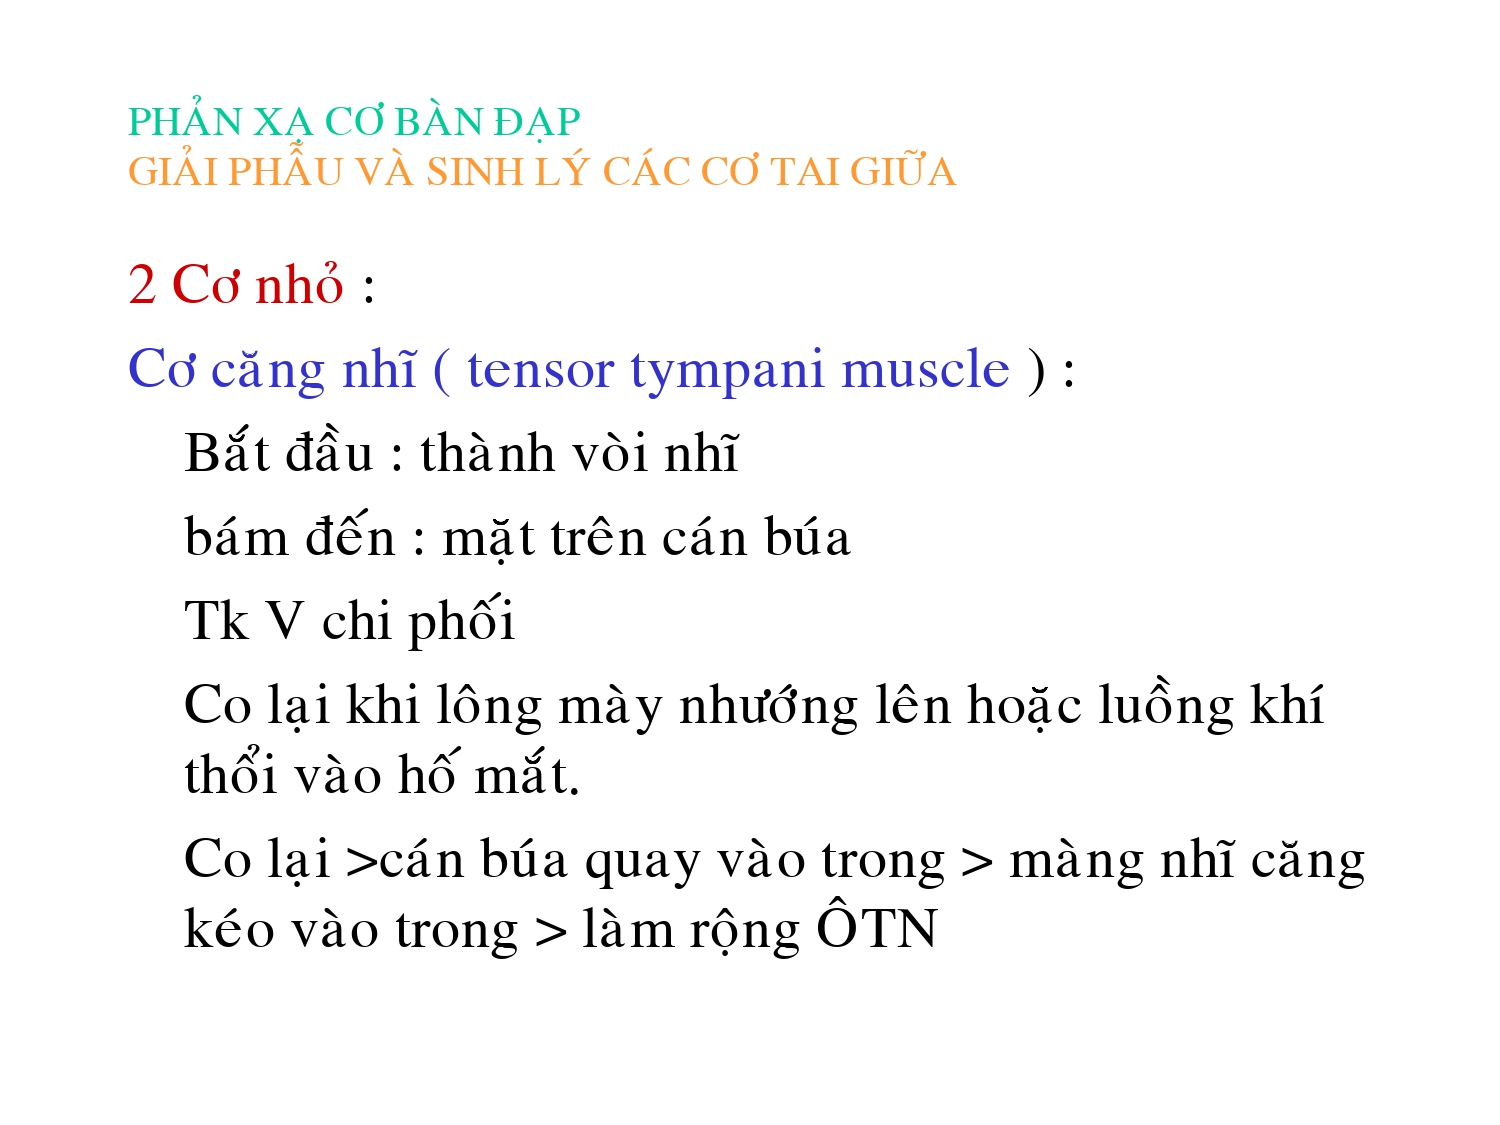 PHẢN XẠ CƠ BÀN ĐẠP
GIẢI PHẪU VÀ SINH LÝ CÁC CƠ TAI GIỮA
2 Cơ nhỏ :
Cơ căng nhĩ ( tensor tympani muscle ) :
Bắt đầu : thành vòi nhĩ
bám đến : mặt trên cán búa
Tk V chi phối
Co lại khi lông mày nhướng lên hoặc luồng khí
thổi vào hố mắt.
Co lại >cán búa quay vào trong > màng nhĩ căng
kéo vào trong > làm rộng ÔTN